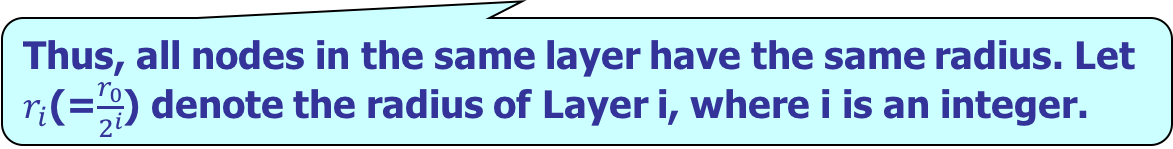 Thus, all nodes in the same layer have the same radius. Let
$r_i(=\frac{r_0}{2^i})$ denote the radius of Layer i, where i is an integer.